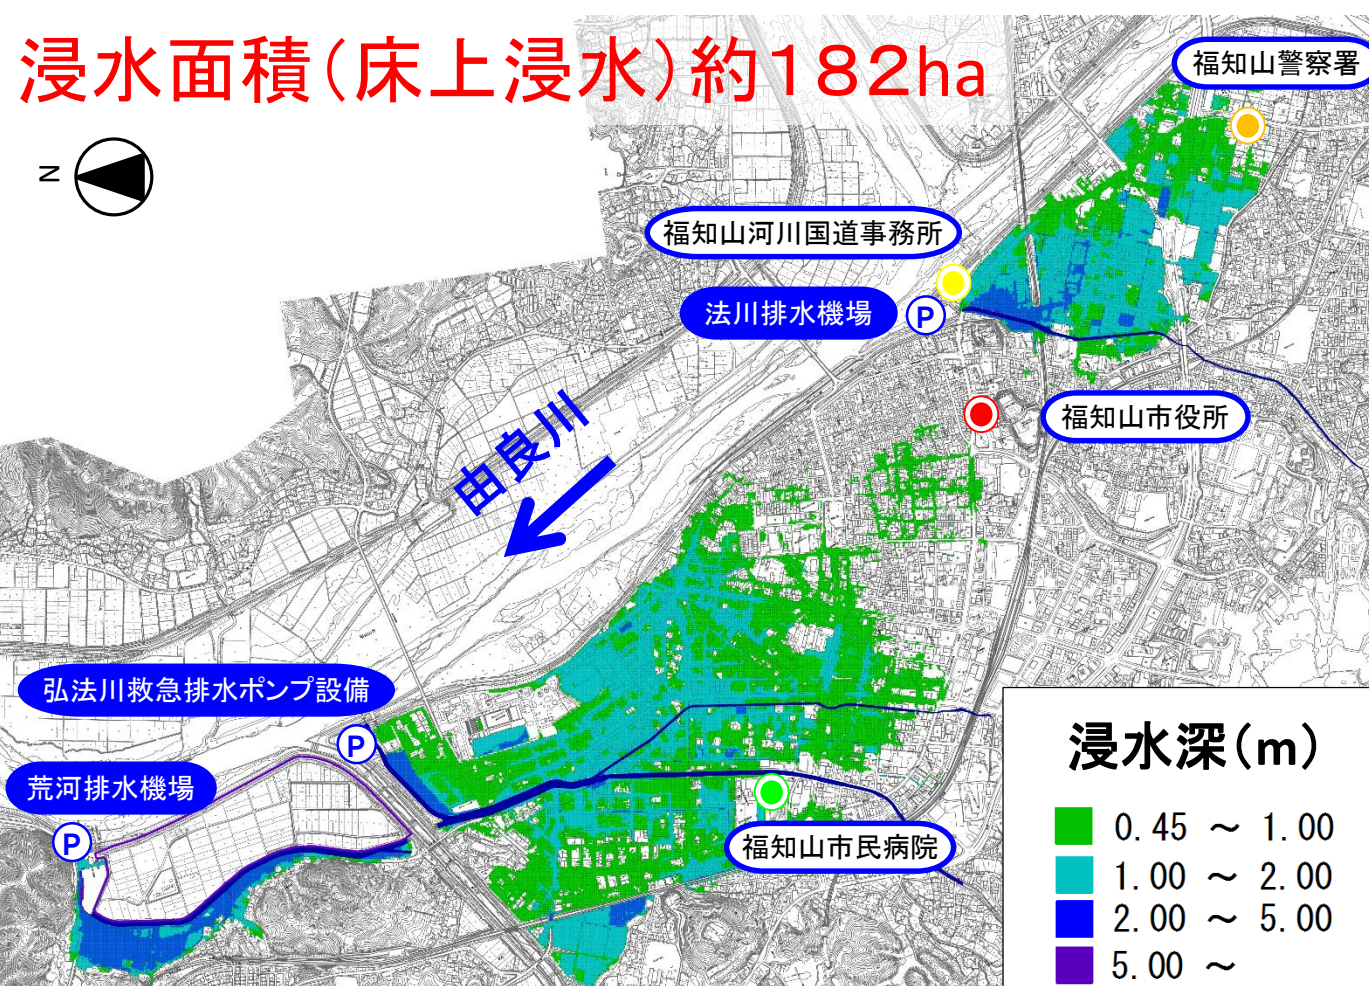 浸水面積(床上浸水)約182ha
福知山警察署
N
福知山河川国道事務所
法川排水機場
P
福知山市役所
由良川
弘法川救急排水ポンプ設備
P
荒河排水機場
P
福知山市民病院
浸水深(m)
0.45 ～ 1.00
1.00 ～ 2.00
2.00 ～ 5.00
5.00 ～